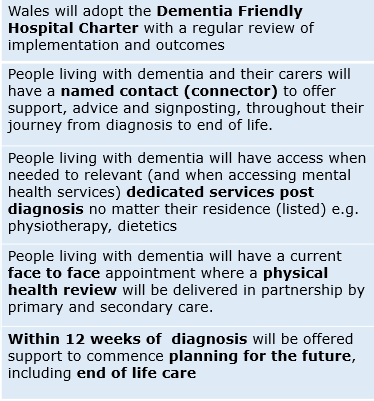 Wales will adopt the Dementia Friendly
Hospital Charter with a regular review of
implementation and outcomes
People living with dementia and their carers will
have a named contact (connector) to offer
support, advice and signposting, throughout their
journey from diagnosis to end of life.
People living with dementia will have access when
needed to relevant (and when accessing mental
health services) dedicated services post
diagnosis no matter their residence (listed) e.g.
physiotherapy, dietetics
People living with dementia will have a current
face to face appointment where a physical
health review will be delivered in partnership by
primary and secondary care.
Within 12 weeks of diagnosis will be offered
support to commence planning for the future,
including end of life care